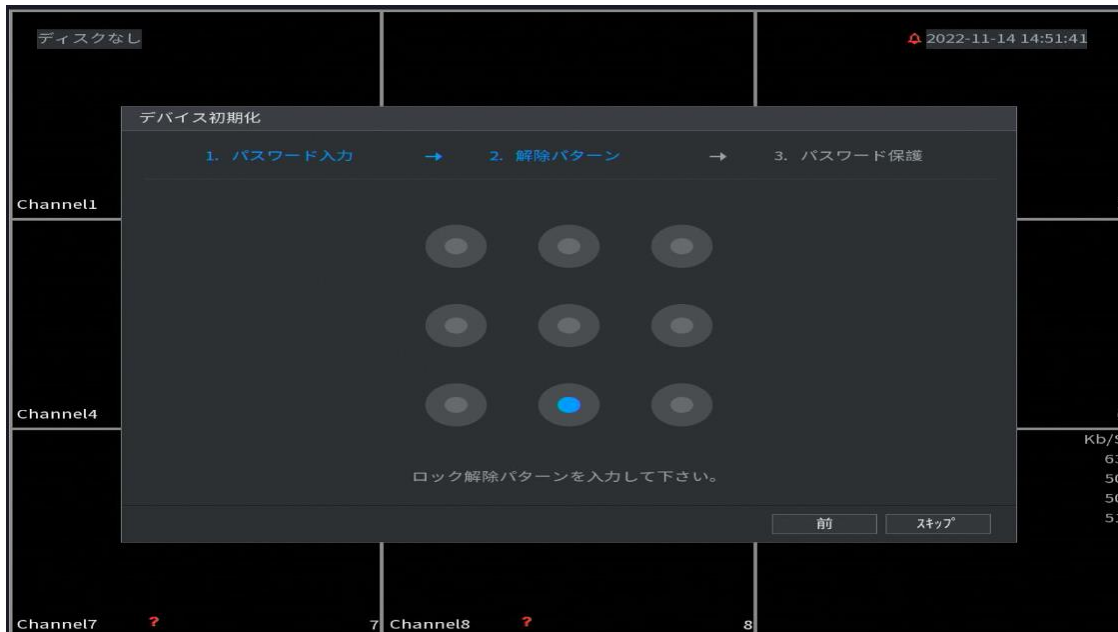 ディスクなし
2022-11-14 14:51:41
デバイス初期化
1. パスワード入力 → 2. 解除パターン → 3. パスワード保護
Channel1
Channel4
Kb/S
ロック解除パターンを入力して下さい。
前 ｽｷｯﾌﾟ
Channel7 ? 7 Channel8 ? 8